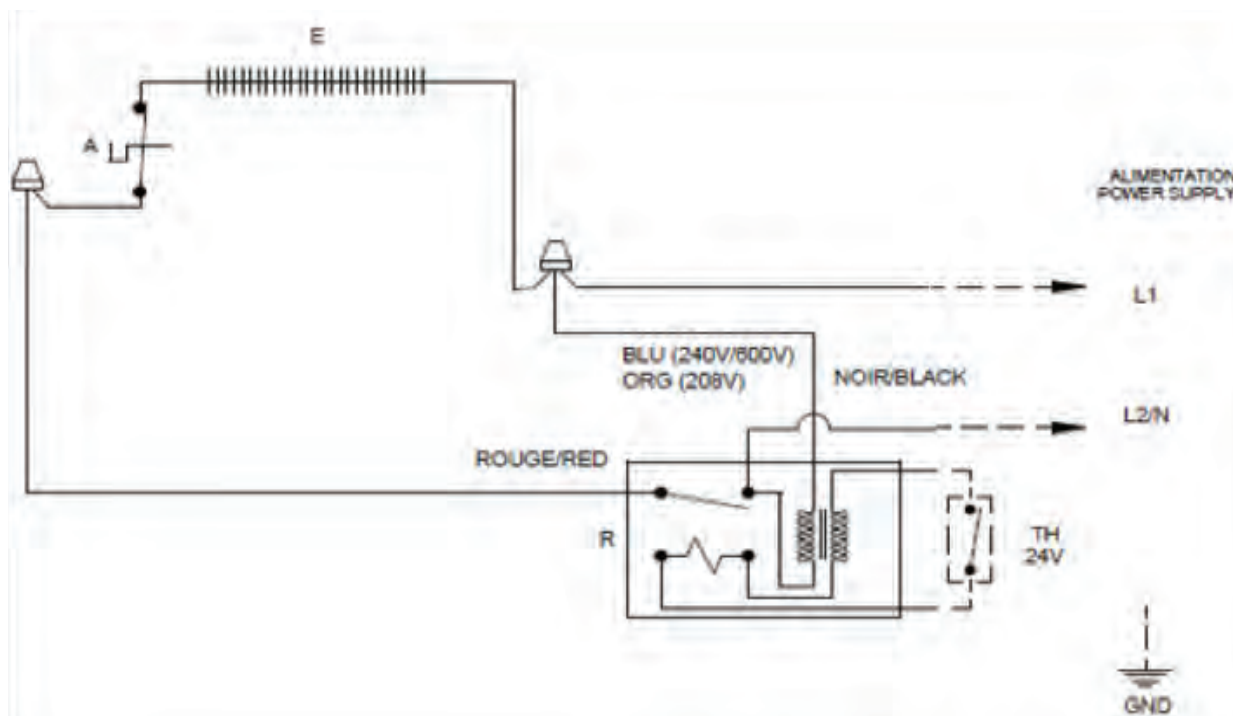 E
A
ALIMENTATION
POWER SUPPLY
L1
BLU (240V/600V)
ORG (208V)
NOIR/BLACK
L2/N
ROUGE/RED
R
TH
24V
GND